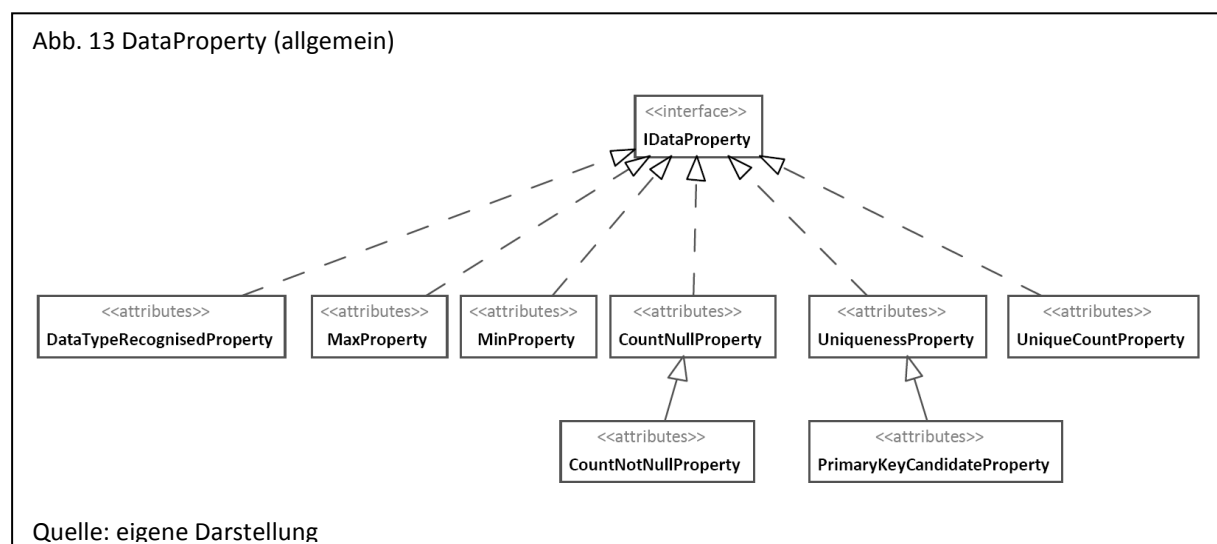 Abb. 13 DataProperty (allgemein)
<<interface>>
IDataProperty
<<attributes>>
DataTypeRecognisedProperty
<<attributes>>
MaxProperty
<<attributes>>
MinProperty
<<attributes>>
CountNullProperty
<<attributes>>
UniquenessProperty
<<attributes>>
UniqueCountProperty
<<attributes>>
CountNotNullProperty
<<attributes>>
PrimaryKeyCandidateProperty
Quelle: eigene Darstellung